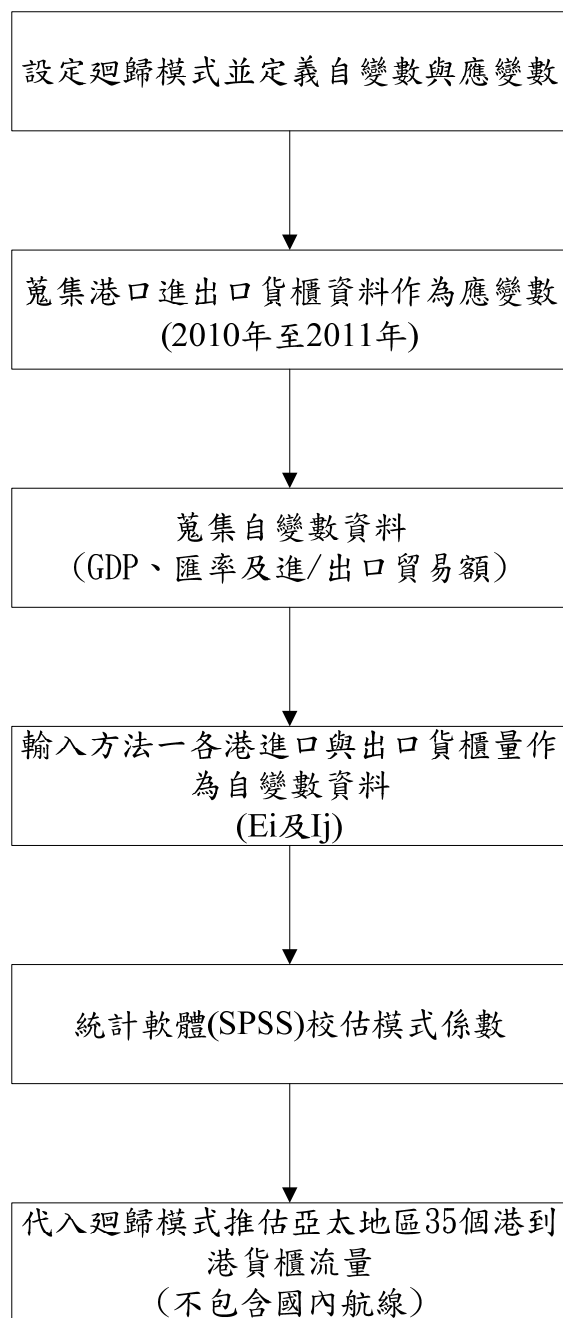 設定廻歸模式並定義自變數與應變數
蒐集港口進出口貨櫃資料作為應變數
(2010年至2011年)
蒐集自變數資料
（GDP、匯率及進/出口貿易額）
輸入方法一各港進口與出口貨櫃量作
為自變數資料
(Ei及Ij)
統計軟體(SPSS)校估模式係數
代入廻歸模式推估亞太地區35個港到
港貨櫃流量
（不包含國內航線）